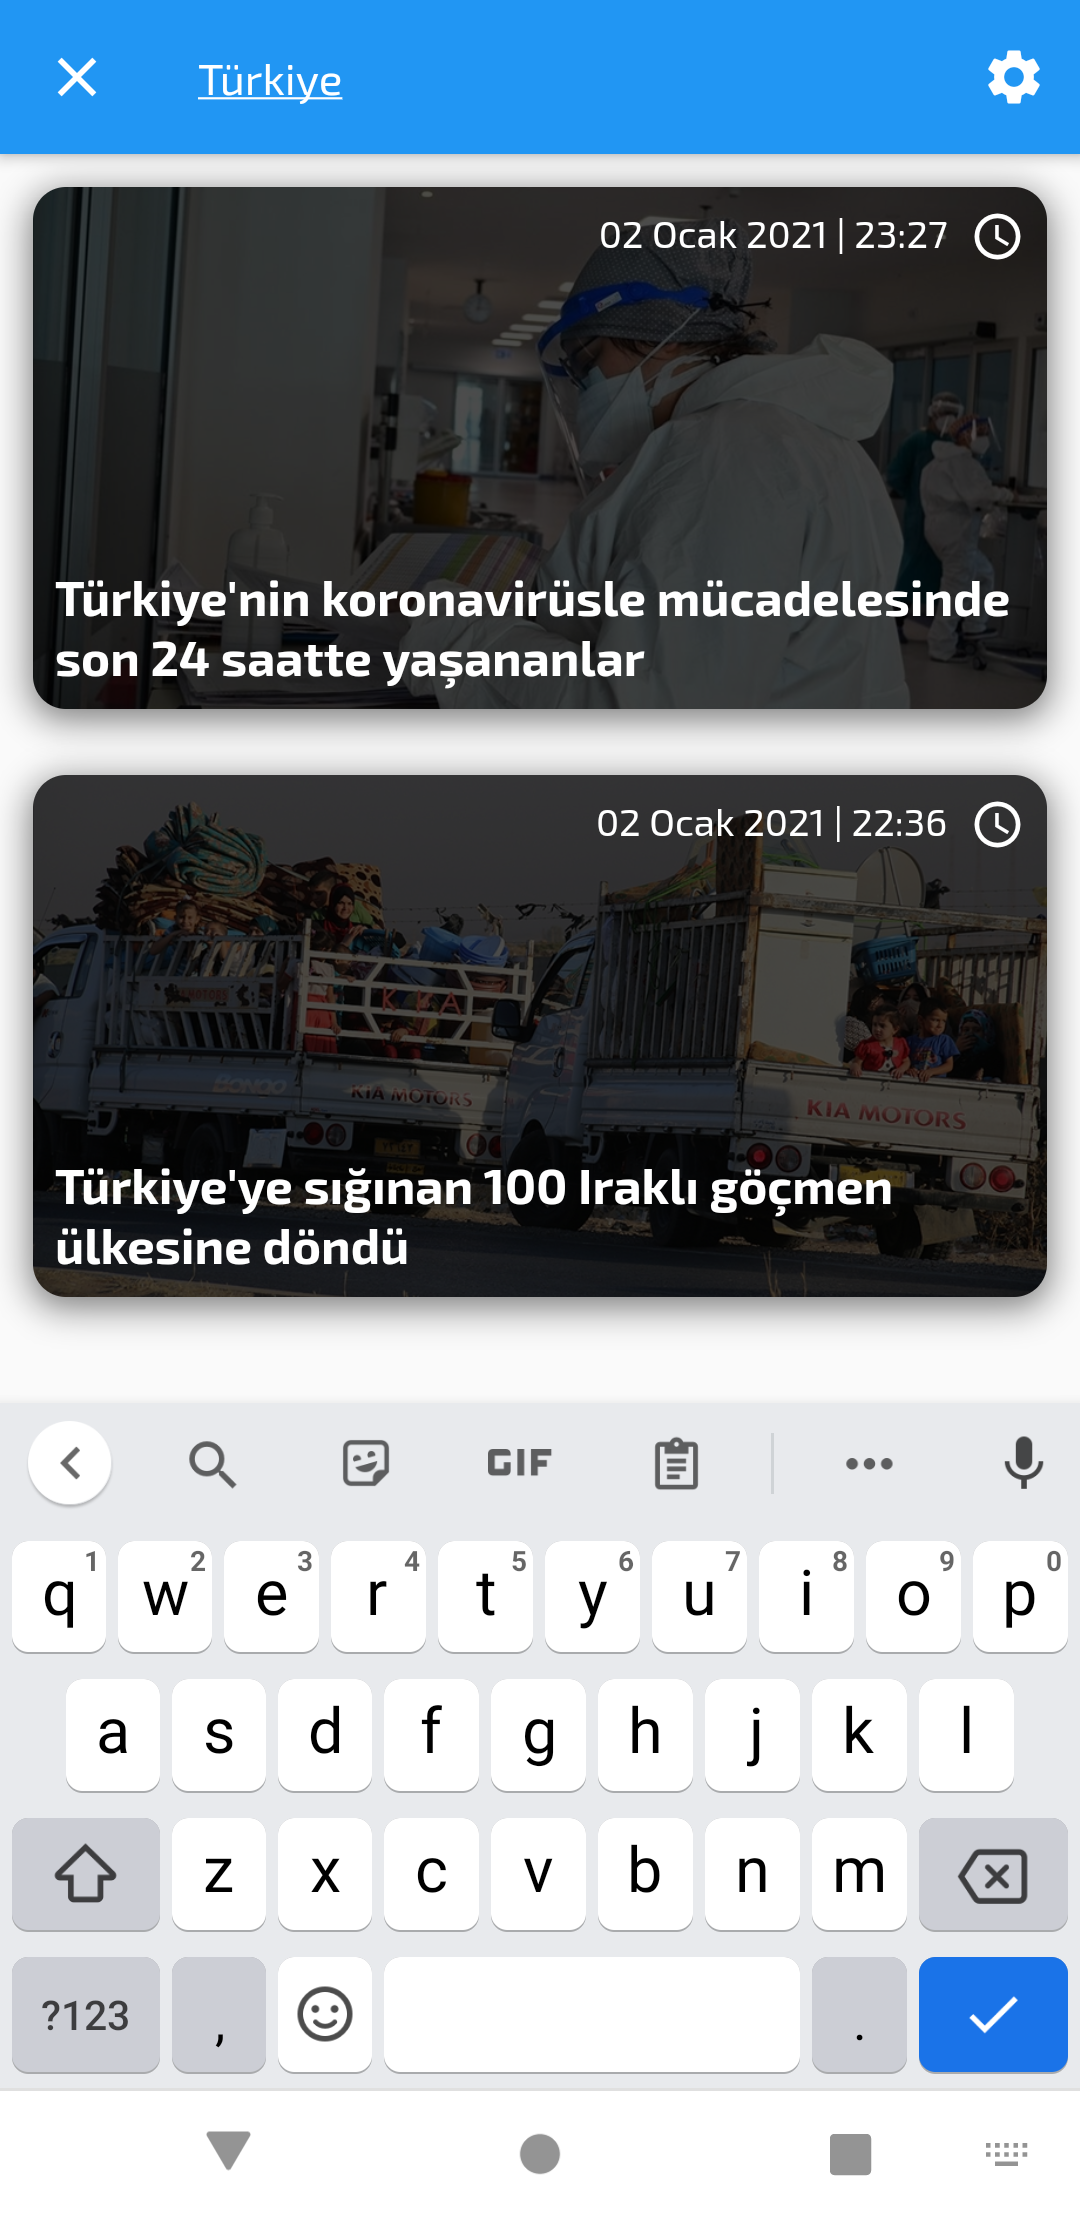 Türkiye
02 Ocak 2021 | 23:27
Türkiye'nin koronavirüsle mücadelesinde
son 24 saatte yaşananlar
02 Ocak 2021 | 22:36
KIA
BONGO
KIA MOTORS
KIA MOTORS
Türkiye'ye sığınan 100 Iraklı göçmen
ülkesine döndü
GIF
q 1 w 2 e 3 r 4 t 5 y 6 u 7 i 8 o 9 p 0
a s d f g h j k l
z x c v b n m
?123 , .